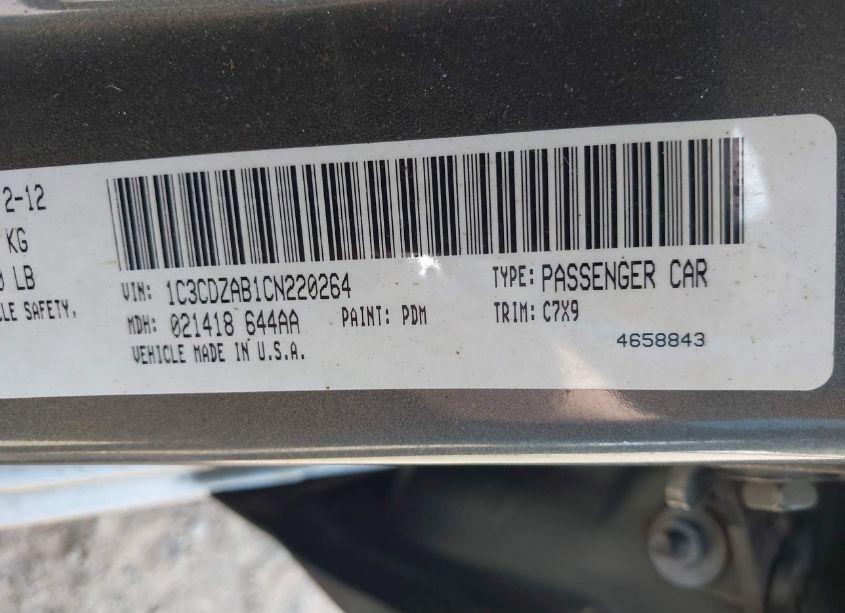 2-12
KG
LB
CLE SAFETY,
VIN: 1C3CDZAB1CN220264
TYPE: PASSENGER CAR
MDH: 021418 644AA
PAINT: PDM
TRIM: C7X9
VEHICLE MADE IN U.S.A.
4658843